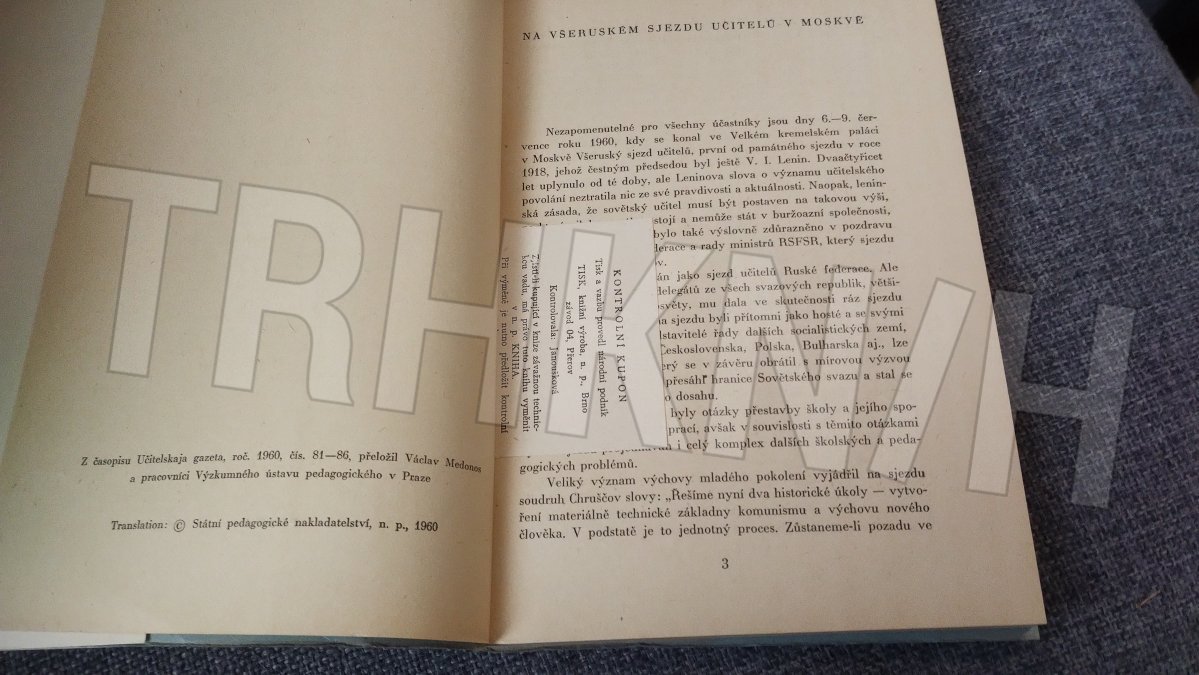 Z časopisu Učitelskaja gazeta, roč. 1960, čís. 81—86, přeložil Václav Medonos
a pracovníci Výzkumného ústavu pedagogického v Praze
Translation: © Státní pedagogické nakladatelství, n. p., 1960
NA VŠERUSKÉM SJEZDU UČITELŮ V MOSKVĚ
Nezapomenutelné pro všechny účastníky jsou dny 6.—9. čer-
vence roku 1960, kdy se konal ve Velkém kremelském paláci
v Moskvě Všeruský sjezd učitelů, první od památného sjezdu v roce
1918, jehož čestným předsedou byl ještě V. I. Lenin. Dvaačtyřicet
let uplynulo od té doby, ale Leninova slova o významu učitelského
povolání neztratila nic ze své pravdivosti a aktuálnosti. Naopak, lenin-
ská zásada, že sovětský učitel musí být postaven na takovou výši,
stojí a nemůže stát v buržoazní společnosti,
bylo také výslovně zdůrazněno v pozdravu
derace a rady ministrů RSFSR, který sjezdu
ov.
án jako sjezd učitelů Ruské federace. Ale
delegátů ze všech svazových republik, větši-
osvěty, mu dala ve skutečnosti ráz sjezdu
na sjezdu byli přítomni jako hosté a se svými
dstavitelé řady dalších socialistických zemí,
Československa, Polska, Bulharska aj., lze
erý se v závěru obrátil s mírovou výzvou
přesáhl hranice Sovětského svazu a stal se
o dosahu.
byly otázky přestavby školy a jejího spo-
prací, avšak v souvislosti s těmito otázkami
i celý komplex dalších školských a peda-
gogických problémů.
Veliký význam výchovy mladého pokolení vyjádřil na sjezdu
soudruh Chruščov slovy: „Řešíme nyní dva historické úkoly — vytvo-
ření materiálně technické základny komunismu a výchovu nového
člověka. V podstatě je to jednotný proces. Zůstaneme-li pozadu ve
3
KONTROLNÍ KUPON
Tisk a vazbu provedl národní podnik
TISK, knižní výroba, n. p., Brno
závod 04, Přerov
Kontrolovala: Janoušková
Zjistí-li kupující v knize závažnou technic-
kou vadu, má právo tuto knihu vyměnit
v n. p. KNIHA
Při výměně je nutno předložit kontrolní
TRHKNIH